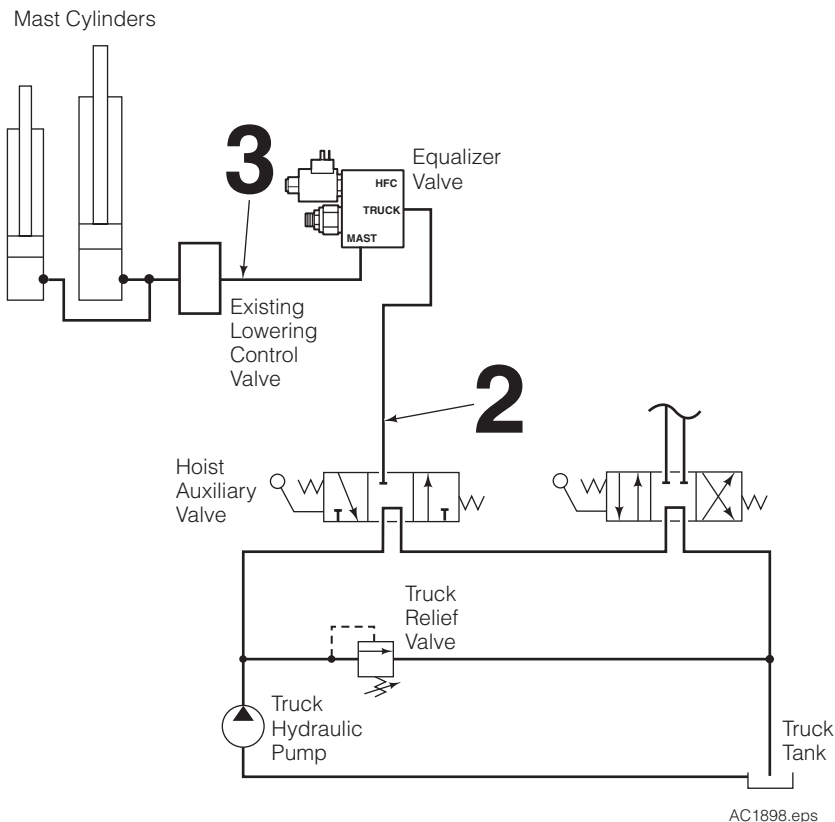 Mast Cylinders
3
HFC
TRUCK
MAST
Equalizer
Valve
Existing
Lowering
Control
Valve
2
Hoist
Auxiliary
Valve
Truck
Relief
Valve
Truck
Hydraulic
Pump
Truck
Tank
AC1898.eps